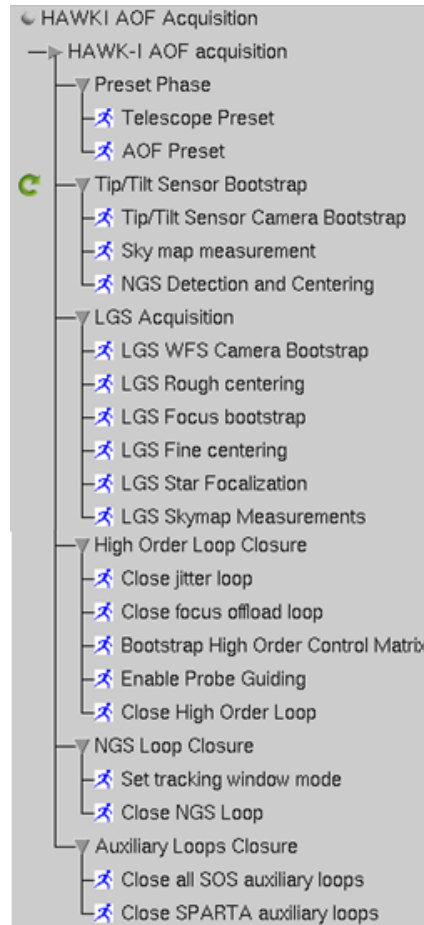 HAWKI AOF Acquisition
HAWK-I AOF acquisition
Preset Phase
Telescope Preset
AOF Preset
Tip/Tilt Sensor Bootstrap
Tip/Tilt Sensor Camera Bootstrap
Sky map measurement
NGS Detection and Centering
LGS Acquisition
LGS WFS Camera Bootstrap
LGS Rough centering
LGS Focus bootstrap
LGS Fine centering
LGS Star Focalization
LGS Skymap Measurements
High Order Loop Closure
Close jitter loop
Close focus offload loop
Bootstrap High Order Control Matrix
Enable Probe Guiding
Close High Order Loop
NGS Loop Closure
Set tracking window mode
Close NGS Loop
Auxiliary Loops Closure
Close all SOS auxiliary loops
Close SPARTA auxiliary loops